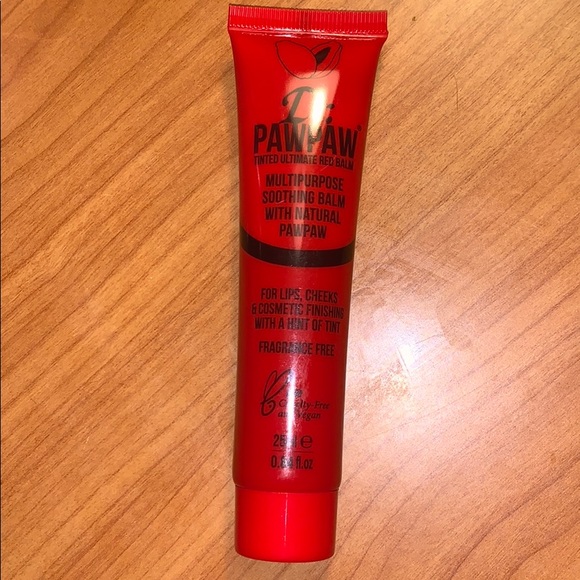 Dr.
PAWPAW®
TINTED ULTIMATE RED BALM
MULTIPURPOSE
SOOTHING BALM
WITH NATURAL
PAWPAW
FOR LIPS, CHEEKS
& COSMETIC FINISHING
WITH A HINT OF TINT
FRAGRANCE FREE
Cruelty-Free
and Vegan
25ml ℮
0.84 fl.oz